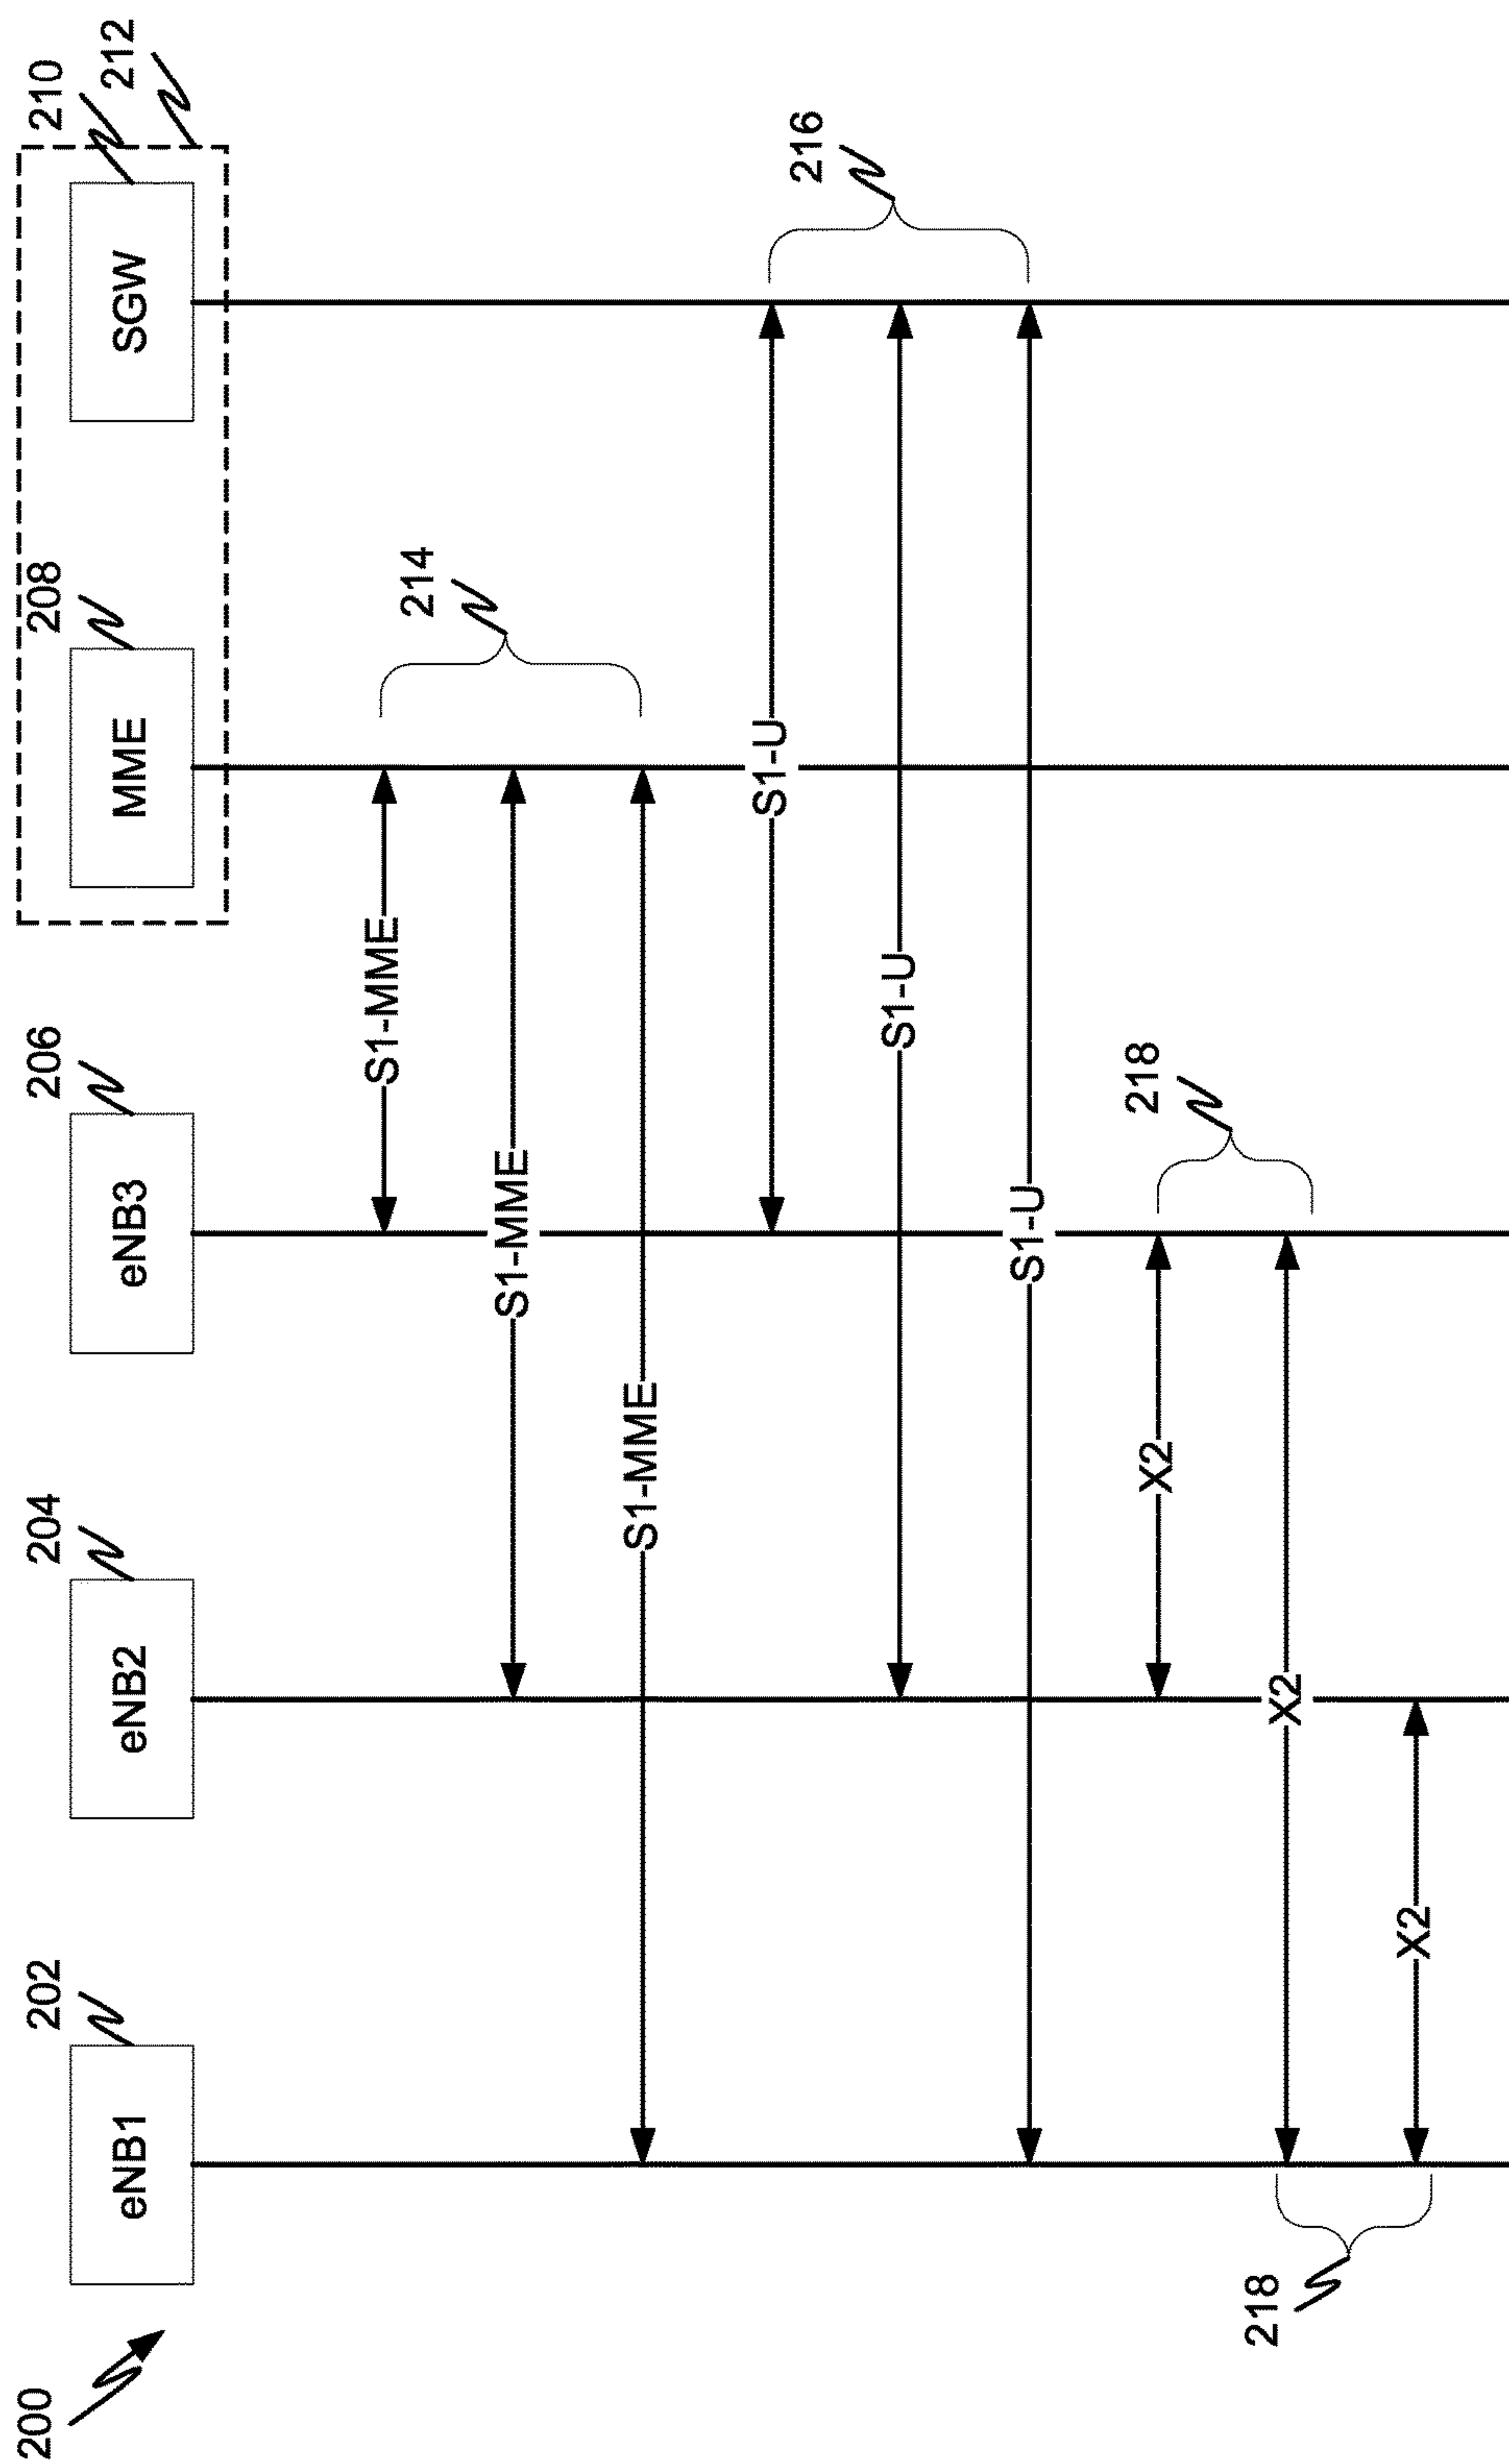 200
202
204
206
208
210
212
eNB1
eNB2
eNB3
MME
SGW
S1-MME
214
S1-MME
S1-MME
S1-U
216
S1-U
S1-U
X2
218
X2
218
X2